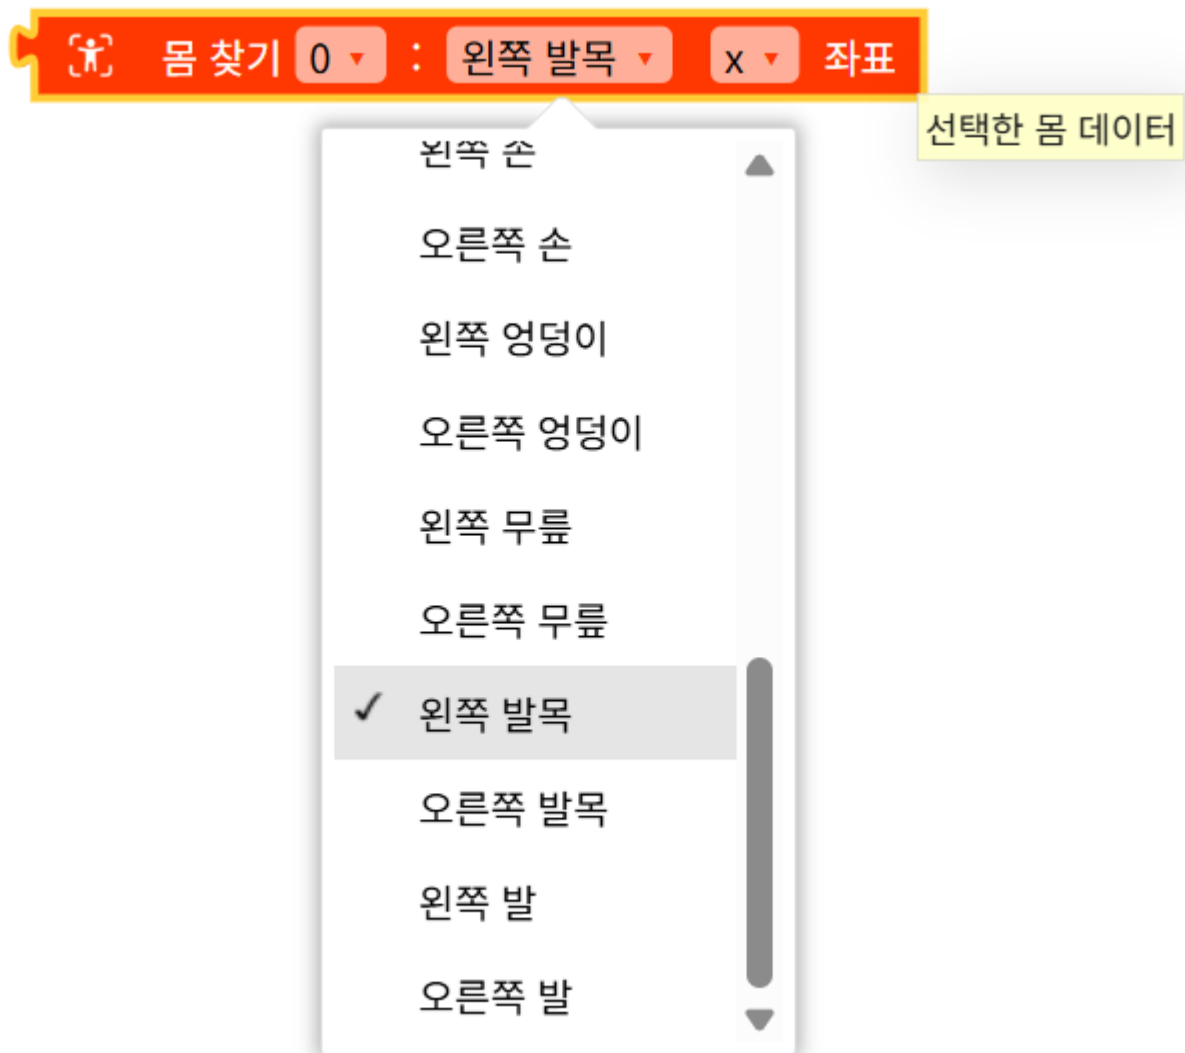 몸 찾기 0 : 왼쪽 발목 x 좌표
선택한 몸 데이터
왼쪽 손
오른쪽 손
왼쪽 엉덩이
오른쪽 엉덩이
왼쪽 무릎
오른쪽 무릎
왼쪽 발목
오른쪽 발목
왼쪽 발
오른쪽 발